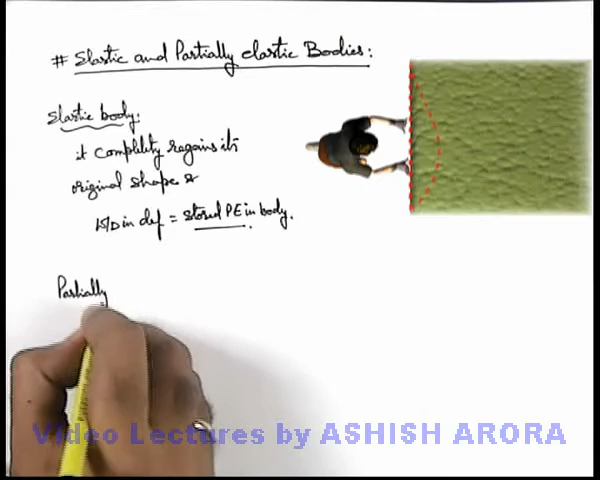 # Elastic and Partially elastic Bodies:
Elastic body:
it completely regains its
original shape &
W/D in def = stored PE in body.
Partially
Video Lectures by ASHISH ARORA